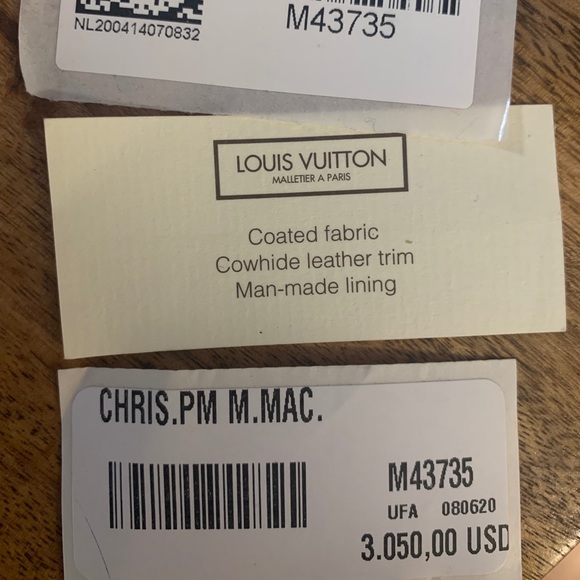 NL200414070832
M43735
LOUIS VUITTON
MALLETIER A PARIS
Coated fabric
Cowhide leather trim
Man-made lining
CHRIS.PM M.MAC.
M43735
UFA 080620
3.050,00 USD